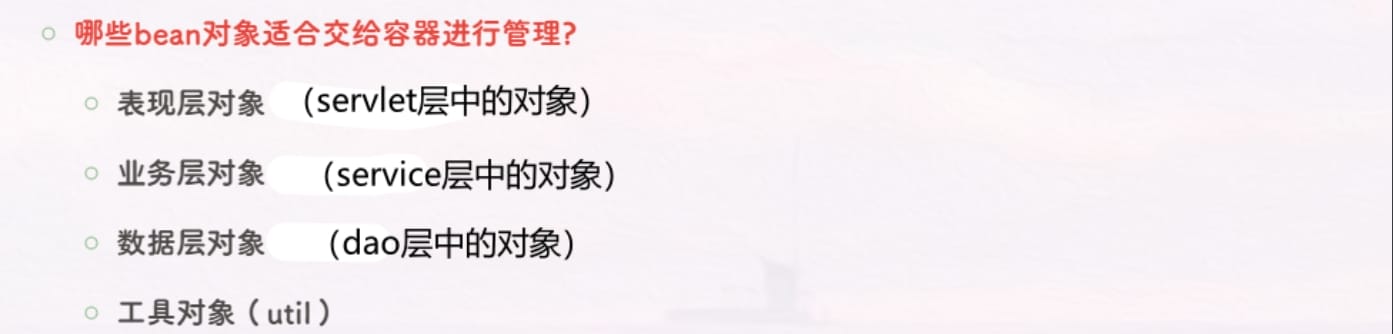 哪些bean对象适合交给容器进行管理?
表现层对象 （servlet层中的对象）
业务层对象 （service层中的对象）
数据层对象 （dao层中的对象）
工具对象（util）